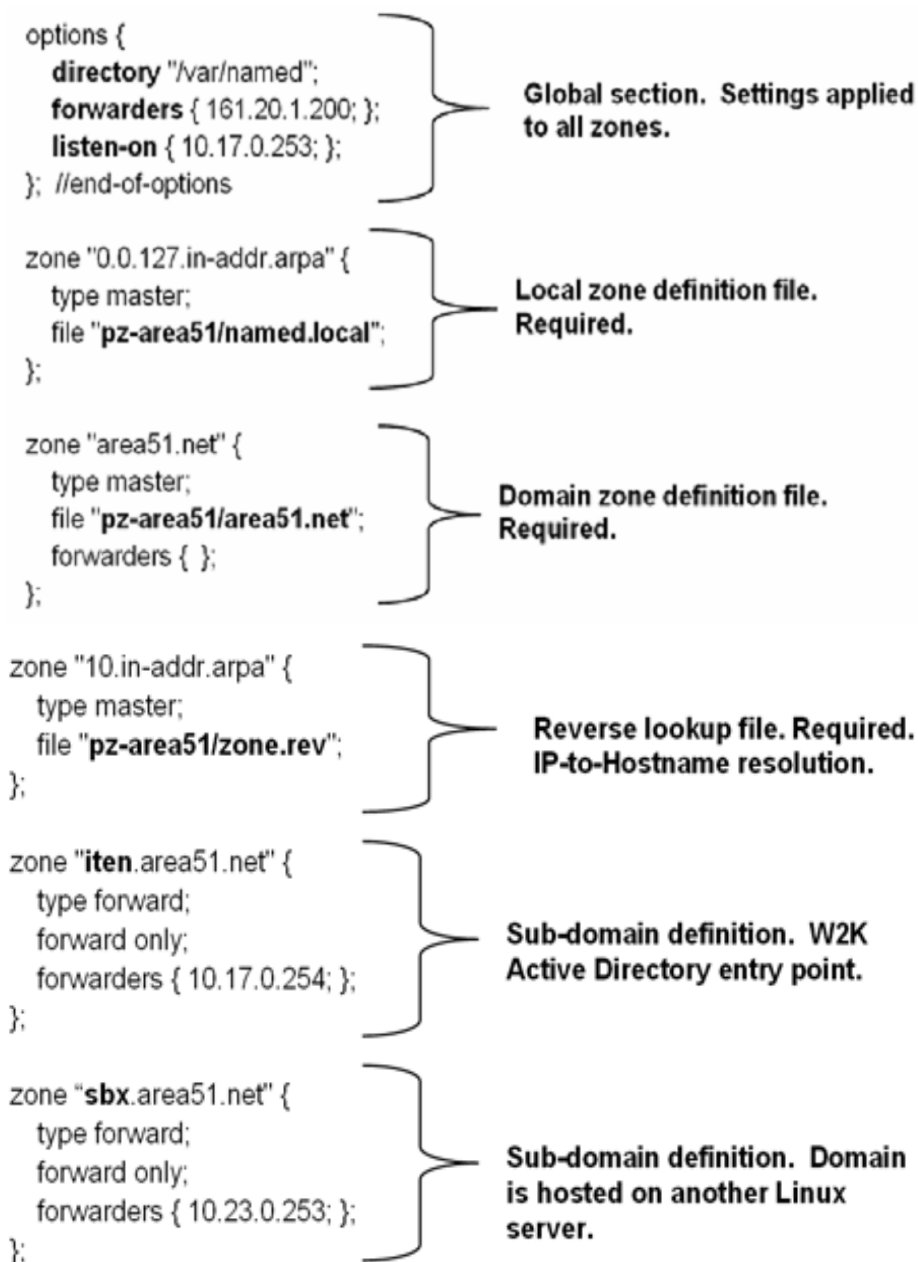 options {
directory "/var/named";
forwarders { 161.20.1.200; };
listen-on { 10.17.0.253; };
}; //end-of-options
Global section. Settings applied
to all zones.
zone "0.0.127.in-addr.arpa" {
type master;
file "pz-area51/named.local";
};
Local zone definition file.
Required.
zone "area51.net" {
type master;
file "pz-area51/area51.net";
forwarders { };
};
Domain zone definition file.
Required.
zone "10.in-addr.arpa" {
type master;
file "pz-area51/zone.rev";
};
Reverse lookup file. Required.
IP-to-Hostname resolution.
zone "iten.area51.net" {
type forward;
forward only;
forwarders { 10.17.0.254; };
};
Sub-domain definition. W2K
Active Directory entry point.
zone “sbx.area51.net" {
type forward;
forward only;
forwarders { 10.23.0.253; };
};
Sub-domain definition. Domain
is hosted on another Linux
server.